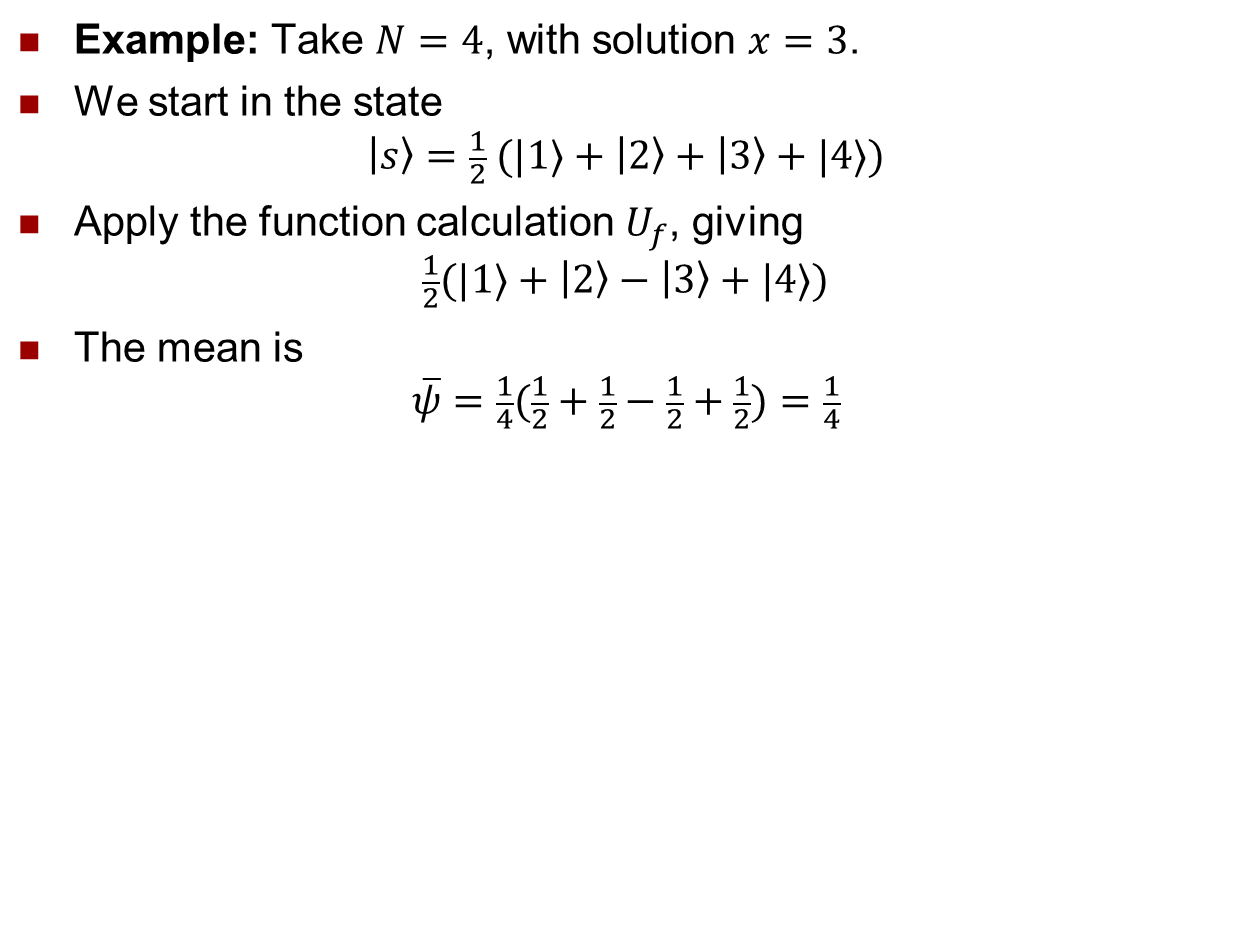 ■ Example: Take 𝑁 = 4, with solution 𝑥 = 3.
■ We start in the state
|𝑠⟩ = ½ (|1⟩ + |2⟩ + |3⟩ + |4⟩)
■ Apply the function calculation 𝑈_𝑓, giving
½(|1⟩ + |2⟩ − |3⟩ + |4⟩)
■ The mean is
𝜓̄ = ¼(½ + ½ − ½ + ½) = ¼